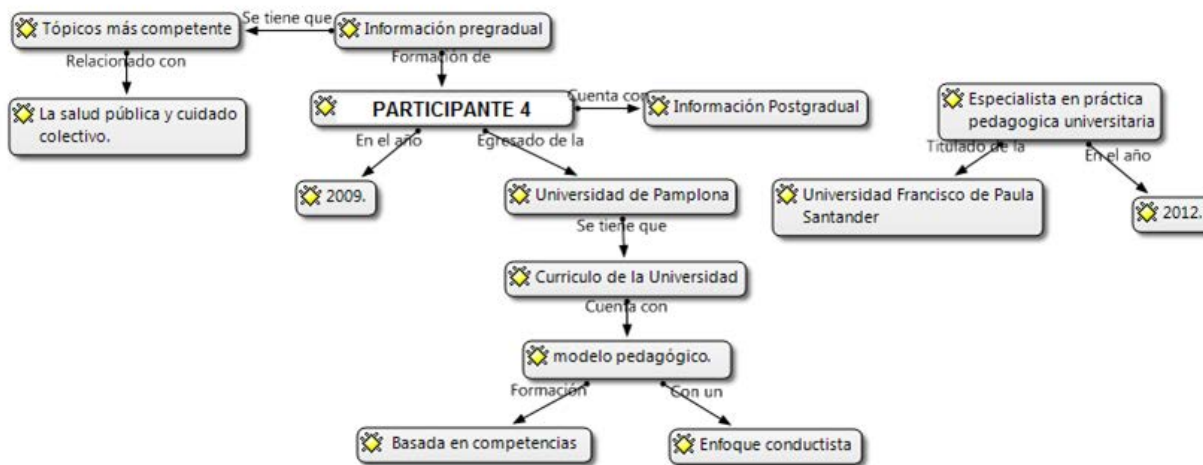 Se tiene que
Tópicos más competente
Información pregradual
Relacionado con
Formación de
La salud pública y cuidado
colectivo.
PARTICIPANTE 4
Cuenta con
Información Postgradual
Especialista en práctica
pedagogica universitaria
En el año
Egresado de la
Titulado de la
En el año
2009.
Universidad de Pamplona
Universidad Francisco de Paula
Santander
2012.
Se tiene que
Curriculo de la Universidad
Cuenta con
modelo pedagógico.
Formación
Con un
Basada en competencias
Enfoque conductista